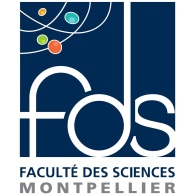 fds
FACULTÉ DES SCIENCES
MONTPELLIER